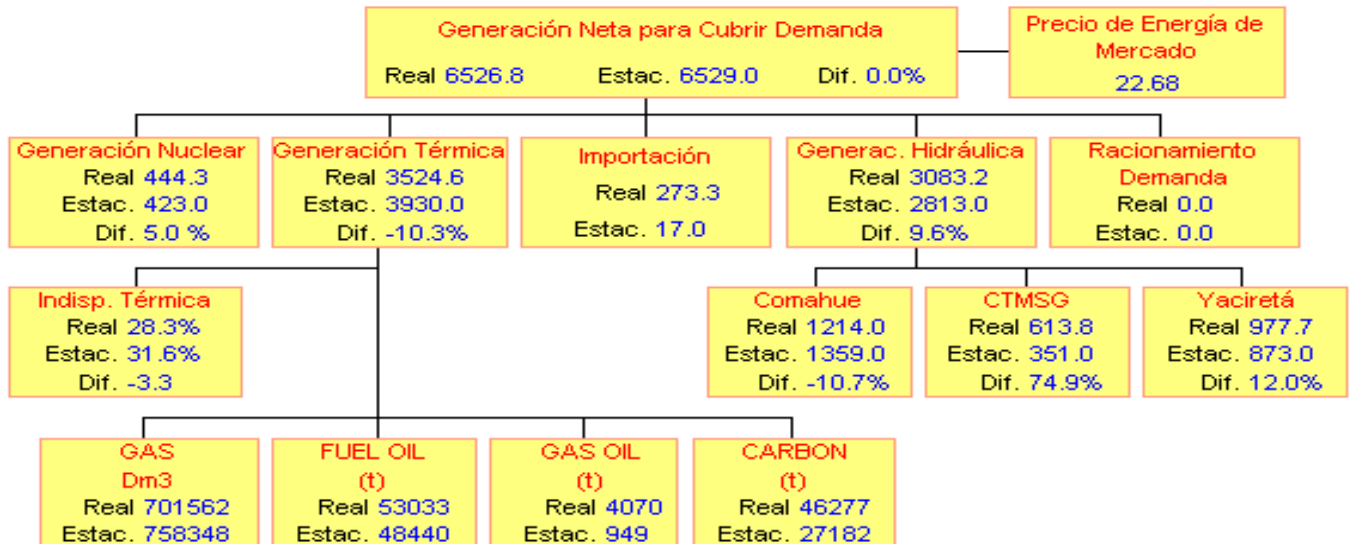 Generación Neta para Cubrir Demanda
Real 6526.8 Estac. 6529.0 Dif. 0.0%
Precio de Energía de
Mercado
22.68
Generación Nuclear
Real 444.3
Estac. 423.0
Dif. 5.0 %
Generación Térmica
Real 3524.6
Estac. 3930.0
Dif. -10.3%
Importación
Real 273.3
Estac. 17.0
Generac. Hidráulica
Real 3083.2
Estac. 2813.0
Dif. 9.6%
Racionamiento
Demanda
Real 0.0
Estac. 0.0
Indisp. Térmica
Real 28.3%
Estac. 31.6%
Dif. -3.3
Comahue
Real 1214.0
Estac. 1359.0
Dif. -10.7%
CTMSG
Real 613.8
Estac. 351.0
Dif. 74.9%
Yaciretá
Real 977.7
Estac. 873.0
Dif. 12.0%
GAS
Dm3
Real 701562
Estac. 758348
FUEL OIL
(t)
Real 53033
Estac. 48440
GAS OIL
(t)
Real 4070
Estac. 949
CARBON
(t)
Real 46277
Estac. 27182